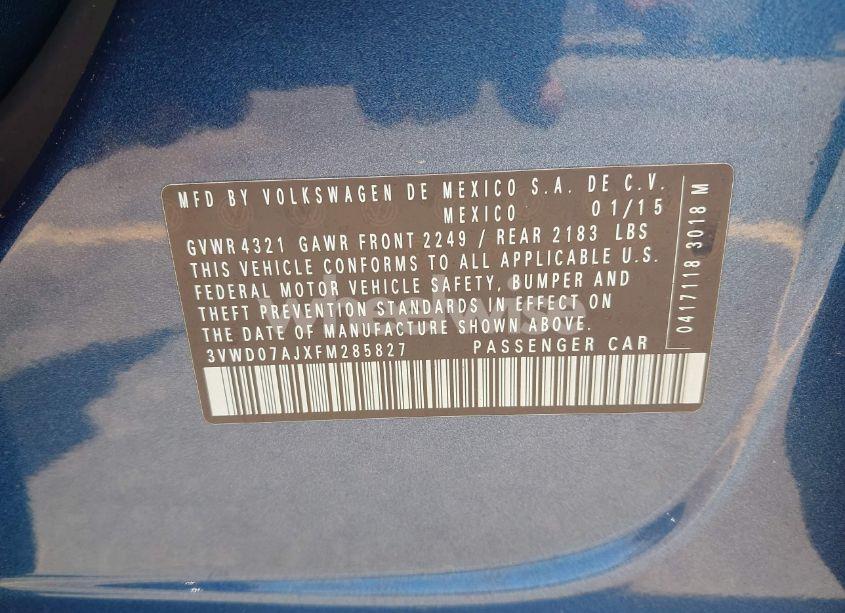 MFD BY VOLKSWAGEN DE MEXICO S.A. DE C.V.
MEXICO 01/15
GVWR 4321 GAWR FRONT 2249 / REAR 2183 LBS
THIS VEHICLE CONFORMS TO ALL APPLICABLE U.S.
FEDERAL MOTOR VEHICLE SAFETY, BUMPER AND
THEFT PREVENTION STANDARDS IN EFFECT ON
THE DATE OF MANUFACTURE SHOWN ABOVE.
3VWD07AJXFM285827 PASSENGER CAR
0417118 3018 M
wheelwise